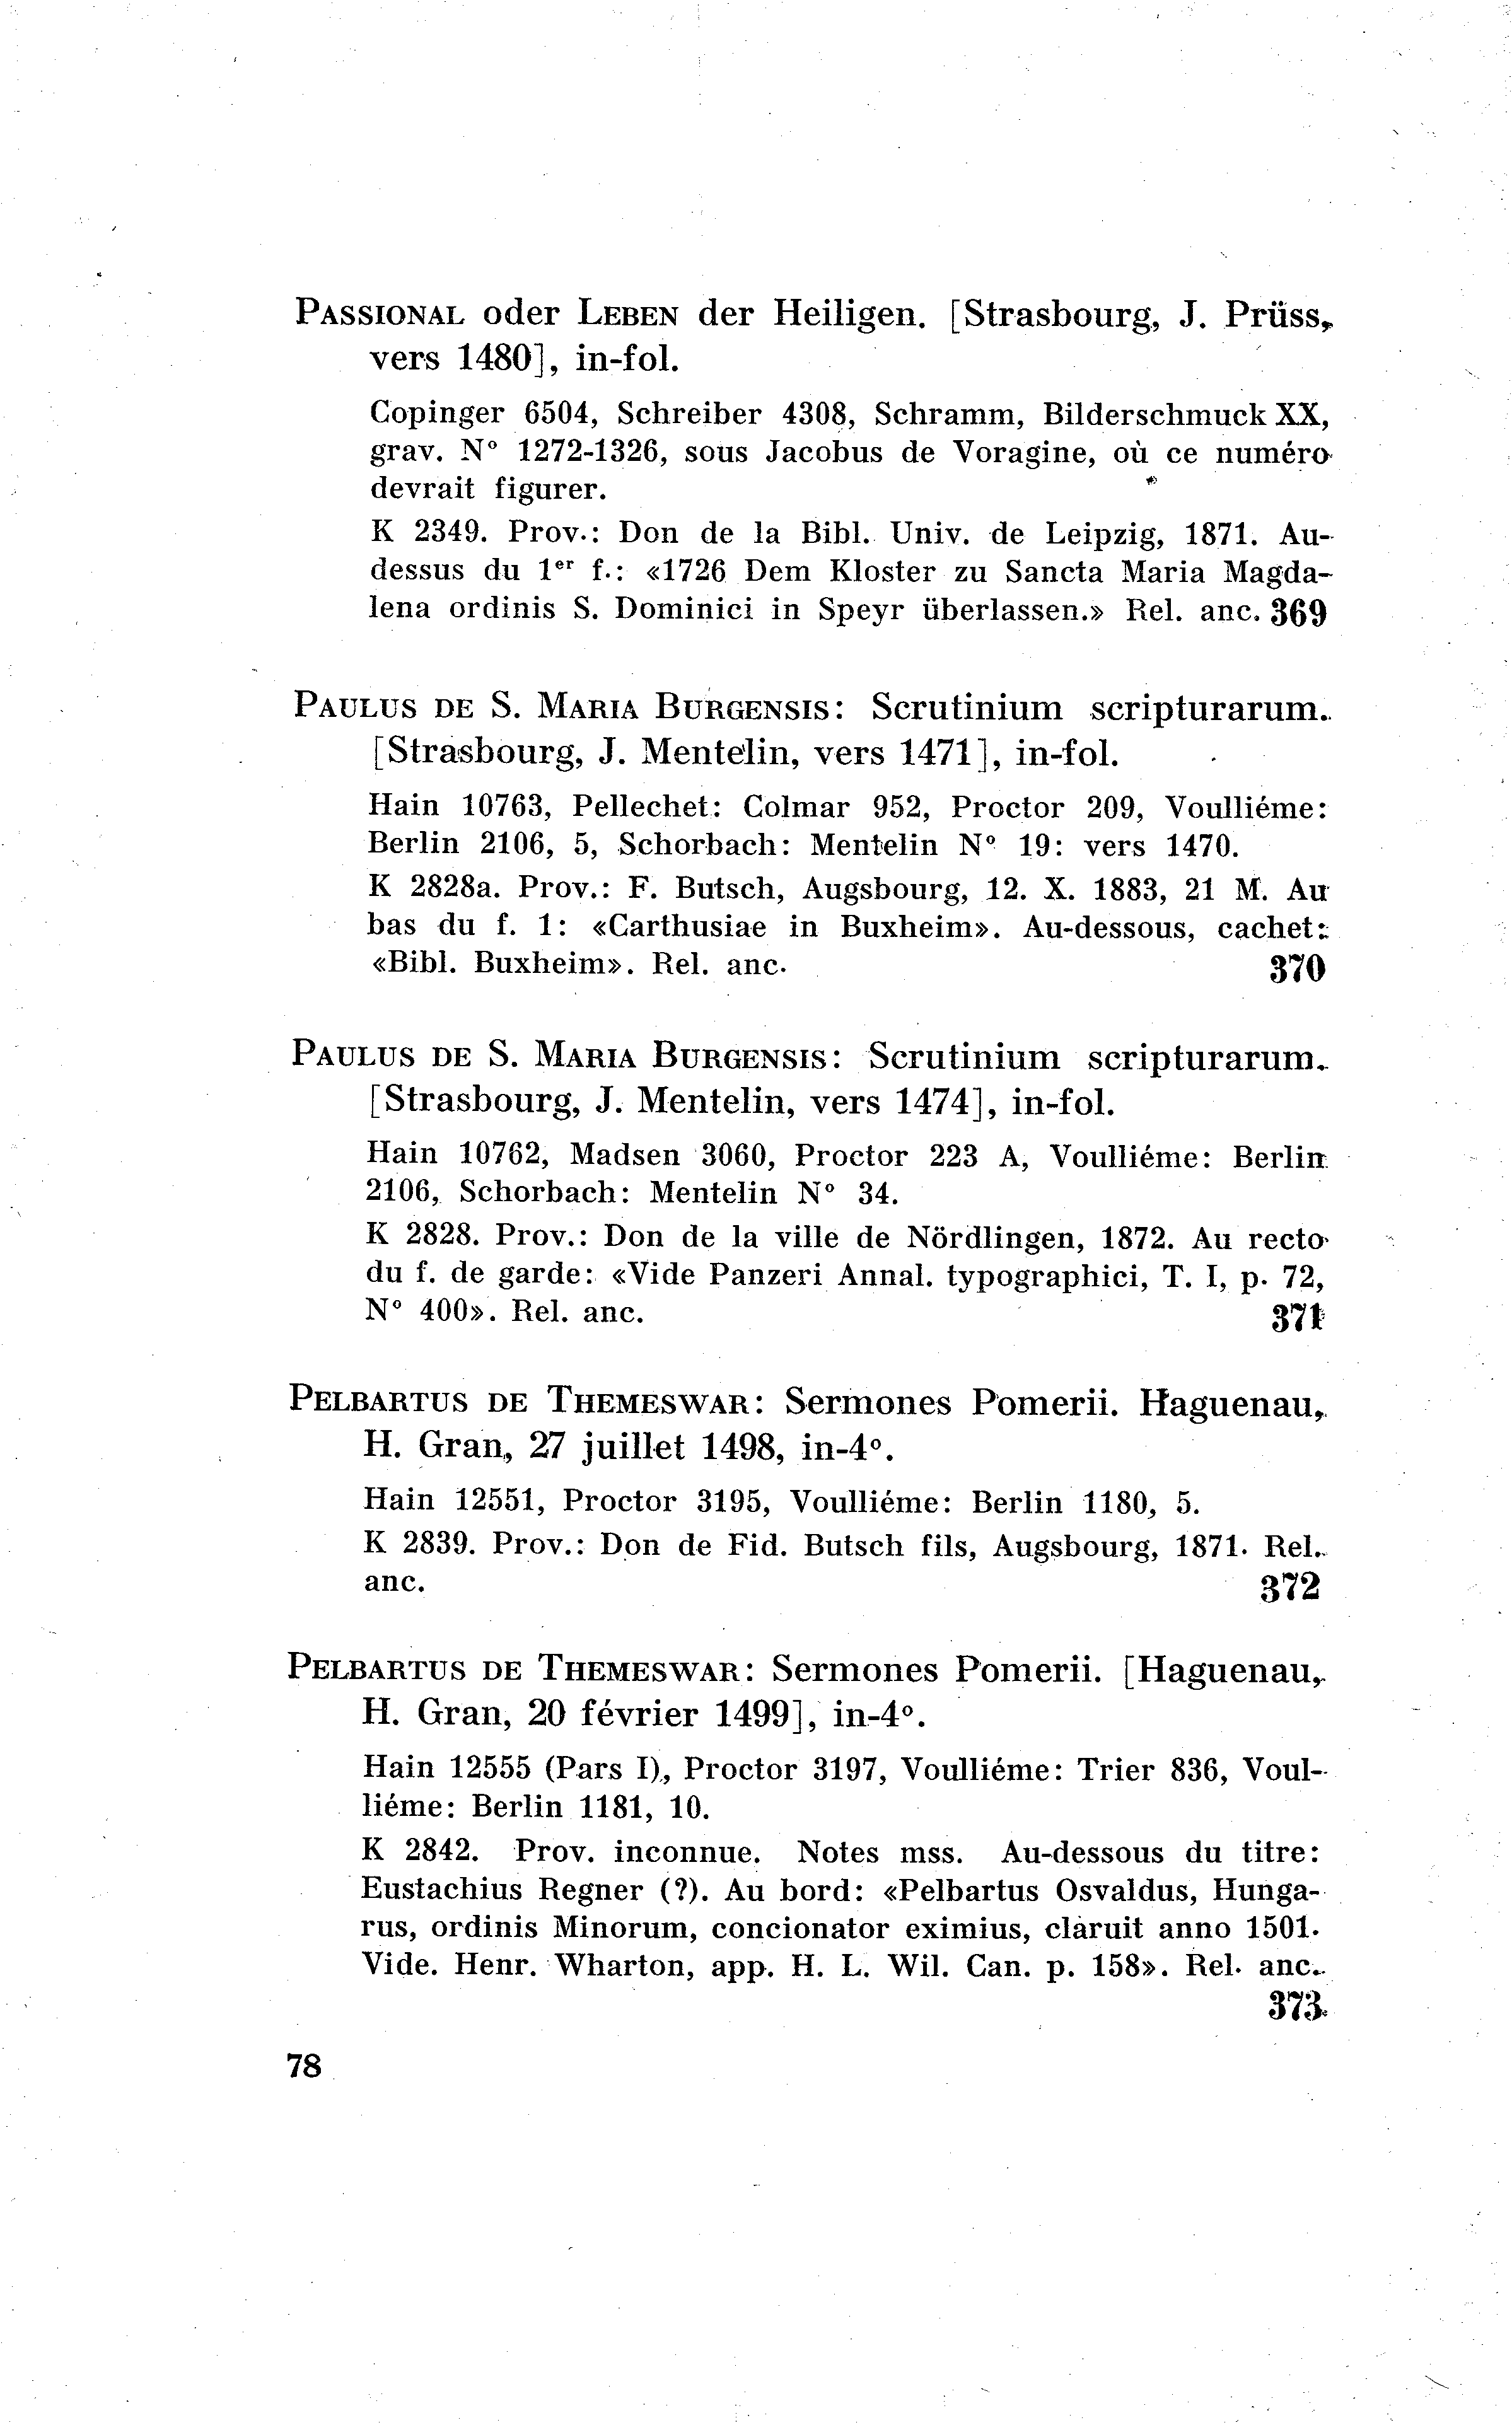 PASSIONAL oder LEBEN der Heiligen. [Strasbourg, J. Prüss,
vers 1480], in-fol.
Copinger 6504, Schreiber 4308, Schramm, Bilderschmuck XX,
grav. N° 1272-1326, sous Jacobus de Voragine, où ce numéro
devrait figurer.
K 2349. Prov.: Don de la Bibl. Univ. de Leipzig, 1871. Au-
dessus du 1er f.: «1726 Dem Kloster zu Sancta Maria Magda-
lena ordinis S. Dominici in Speyr überlassen.» Rel. anc. 369
PAULUS DE S. MARIA BURGENSIS: Scrutinium scripturarum.
[Strasbourg, J. Mentelin, vers 1471], in-fol.
Hain 10763, Pellechet: Colmar 952, Proctor 209, Voulliéme:
Berlin 2106, 5, Schorbach: Mentelin N° 19: vers 1470.
K 2828a. Prov.: F. Butsch, Augsbourg, 12. X. 1883, 21 M. Au
bas du f. 1: «Carthusiae in Buxheim». Au-dessous, cachet:
«Bibl. Buxheim». Rel. anc. 370
PAULUS DE S. MARIA BURGENSIS: Scrutinium scripturarum.
[Strasbourg, J. Mentelin, vers 1474], in-fol.
Hain 10762, Madsen 3060, Proctor 223 A, Voulliéme: Berlin
2106, Schorbach: Mentelin N° 34.
K 2828. Prov.: Don de la ville de Nördlingen, 1872. Au recto
du f. de garde: «Vide Panzeri Annal. typographici, T. I, p. 72,
N° 400». Rel. anc. 371
PELBARTUS DE THEMESWAR: Sermones Pomerii. Haguenau,
H. Gran, 27 juillet 1498, in-4°.
Hain 12551, Proctor 3195, Voulliéme: Berlin 1180, 5.
K 2839. Prov.: Don de Fid. Butsch fils, Augsbourg, 1871. Rel.
anc. 372
PELBARTUS DE THEMESWAR: Sermones Pomerii. [Haguenau,
H. Gran, 20 février 1499], in-4°.
Hain 12555 (Pars I), Proctor 3197, Voulliéme: Trier 836, Voul-
liéme: Berlin 1181, 10.
K 2842. Prov. inconnue. Notes mss. Au-dessous du titre:
Eustachius Regner (?). Au bord: «Pelbartus Osvaldus, Hunga-
rus, ordinis Minorum, concionator eximius, claruit anno 1501.
Vide. Henr. Wharton, app. H. L. Wil. Can. p. 158». Rel. anc.
373
78